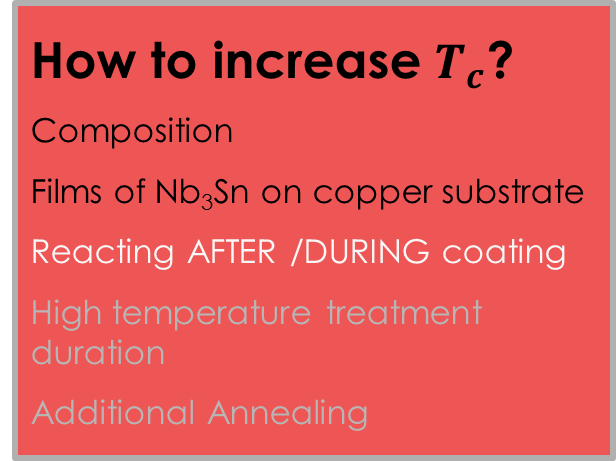 How to increase T_c?
Composition
Films of Nb₃Sn on copper substrate
Reacting AFTER /DURING coating
High temperature treatment
duration
Additional Annealing